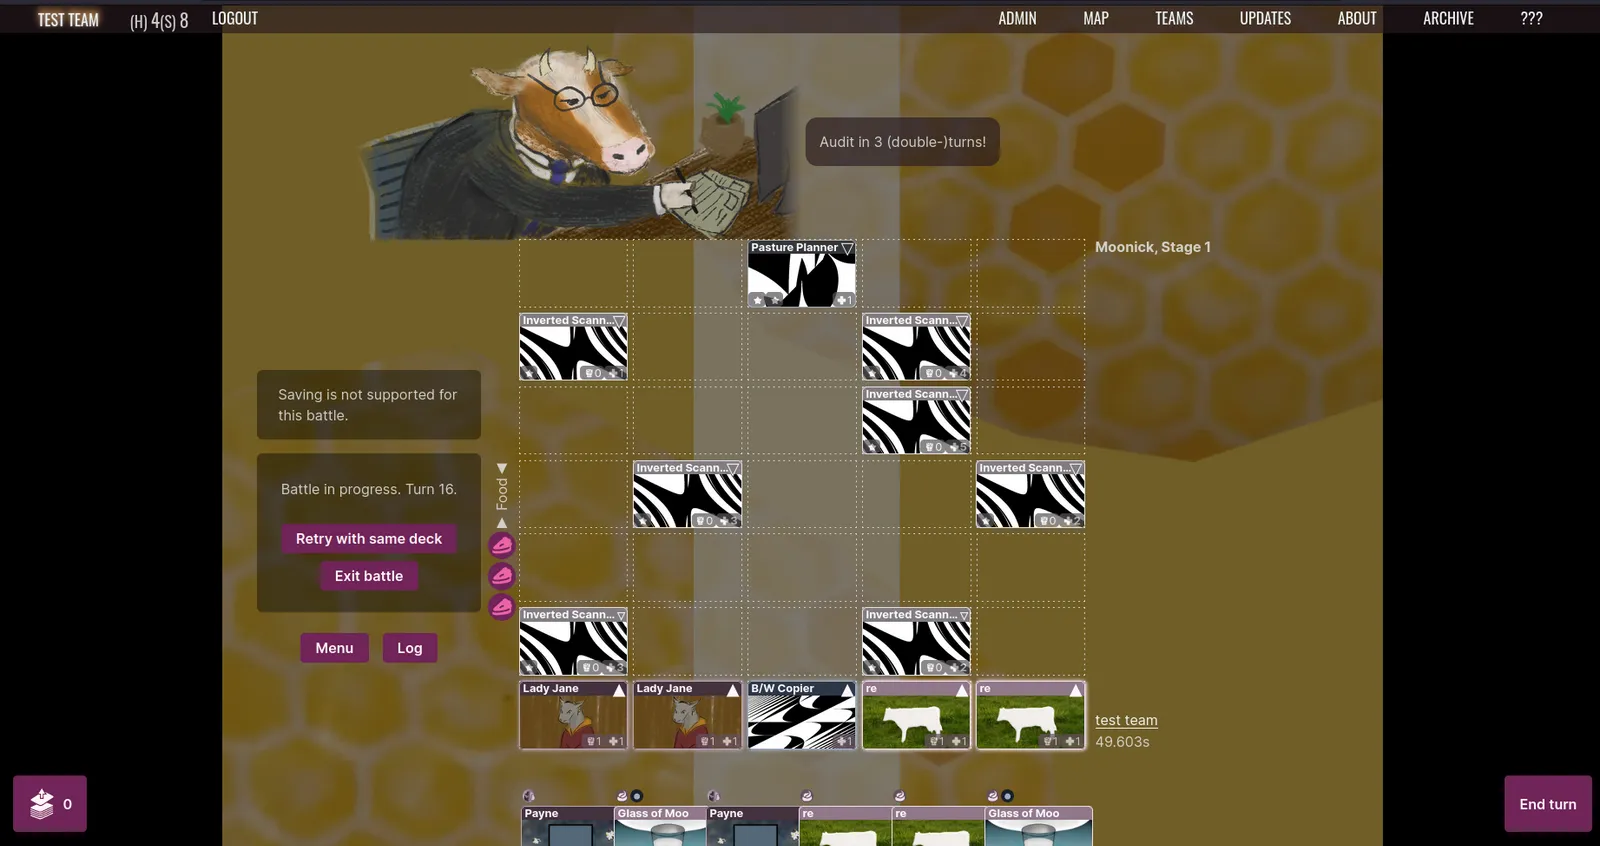 TEST TEAM (H) 4(S) 8 LOGOUT ADMIN MAP TEAMS UPDATES ABOUT ARCHIVE ???
Audit in 3 (double-)turns!
Moonick, Stage 1
Pasture Planner
1
Inverted Scann...
0 1
Inverted Scann...
0 4
Inverted Scann...
0 5
Saving is not supported for
this battle.
Battle in progress. Turn 16.
Retry with same deck
Exit battle
Menu
Log
Food
Inverted Scann...
0 3
Inverted Scann...
0 2
Inverted Scann...
0 3
Inverted Scann...
0 2
Lady Jane
1 1
Lady Jane
1 1
B/W Copier
1
re
1 1
re
1 1
test team
49.603s
0
Payne
Glass of Moo
Payne
re
re
Glass of Moo
End turn